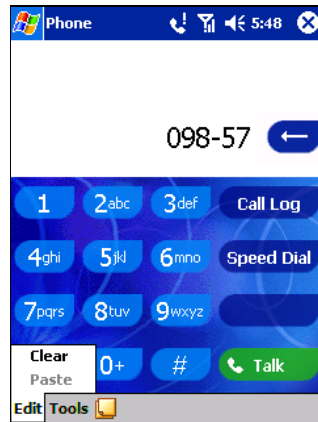 Phone 5:48
098-57
1 2abc 3def Call Log
4ghi 5jkl 6mno Speed Dial
7pqrs 8tuv 9wxyz
Clear
Paste
0+ # Talk
Edit Tools